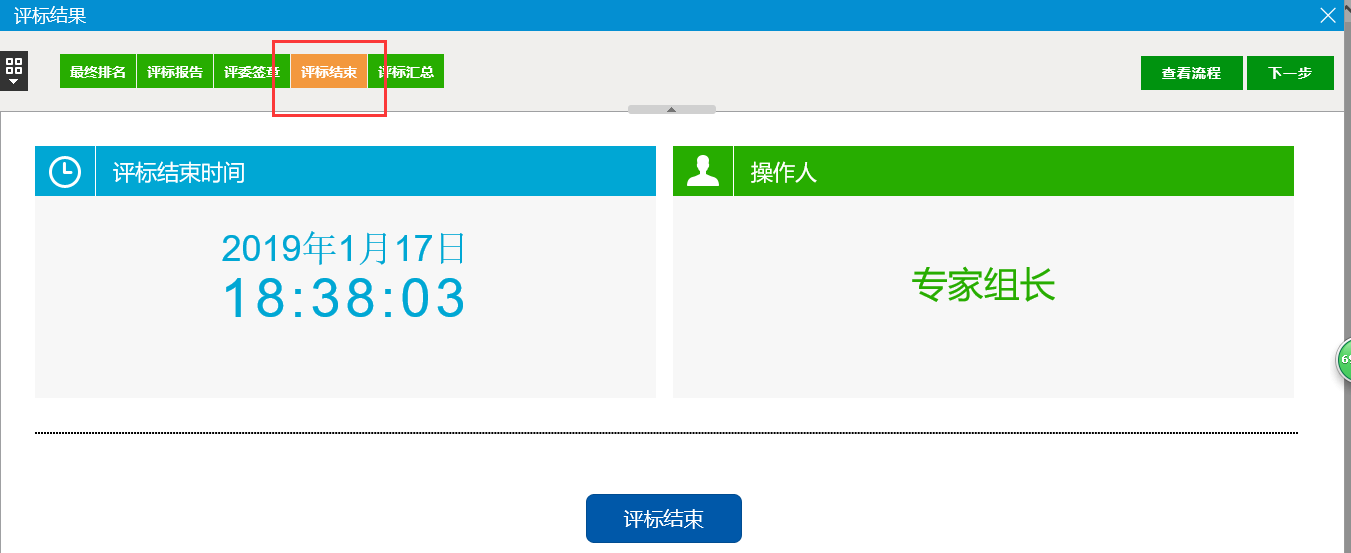 评标结果
最终排名 评标报告 评委签章 评标结束 评标汇总 查看流程 下一步
评标结束时间
操作人
2019年1月17日
18:38:03
专家组长
评标结束